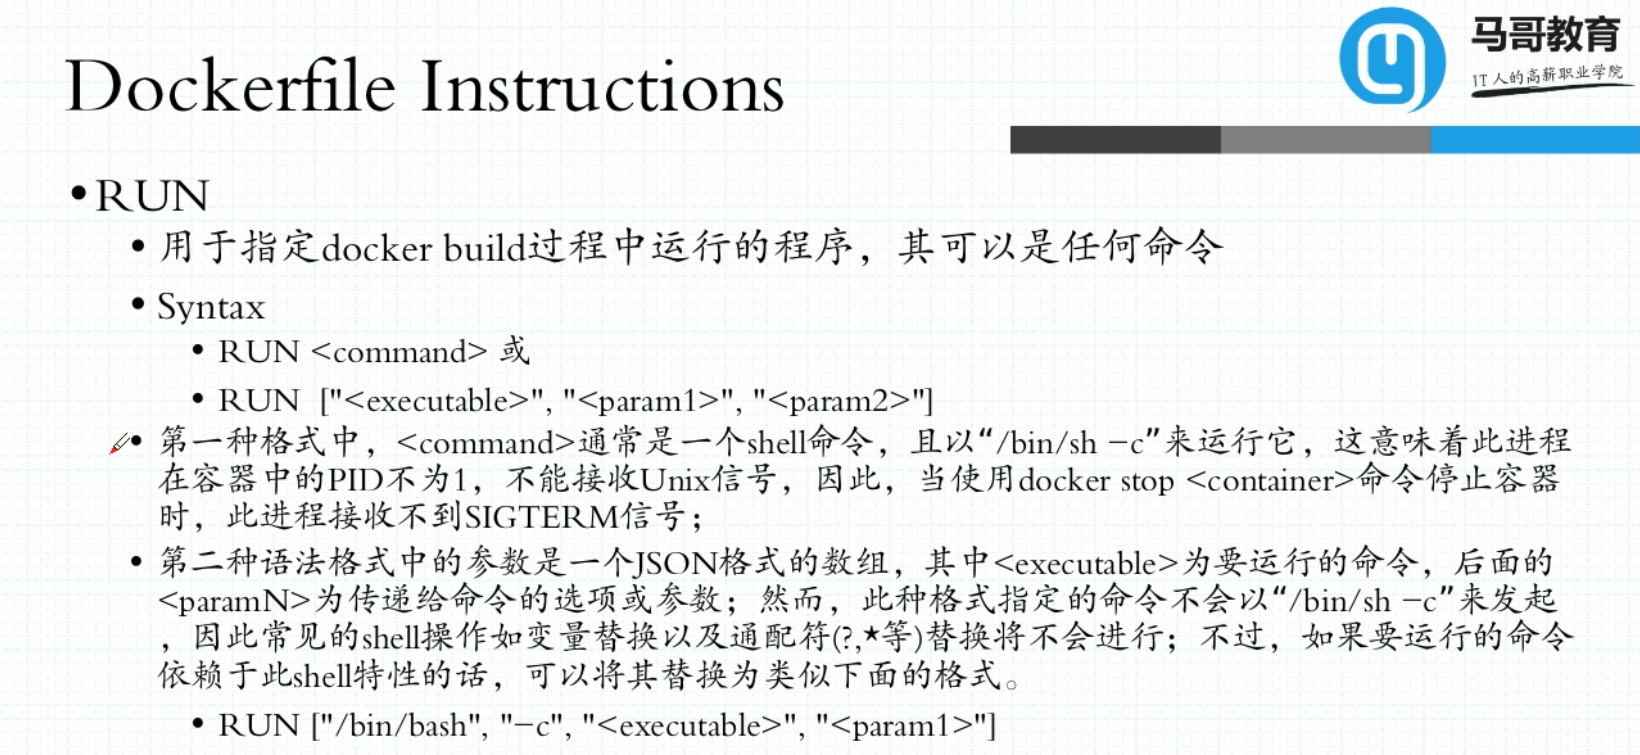 马哥教育
IT人的高薪职业学院
Dockerfile Instructions
•RUN
• 用于指定docker build过程中运行的程序，其可以是任何命令
• Syntax
• RUN <command> 或
• RUN ["<executable>", "<param1>", "<param2>"]
• 第一种格式中，<command>通常是一个shell命令，且以“/bin/sh –c”来运行它，这意味着此进程
在容器中的PID不为1，不能接收Unix信号，因此，当使用docker stop <container>命令停止容器
时，此进程接收不到SIGTERM信号；
• 第二种语法格式中的参数是一个JSON格式的数组，其中<executable>为要运行的命令，后面的
<paramN>为传递给命令的选项或参数；然而，此种格式指定的命令不会以“/bin/sh –c”来发起
，因此常见的shell操作如变量替换以及通配符(?,*等)替换将不会进行；不过，如果要运行的命令
依赖于此shell特性的话，可以将其替换为类似下面的格式。
• RUN ["/bin/bash", "–c", "<executable>", "<param1>"]